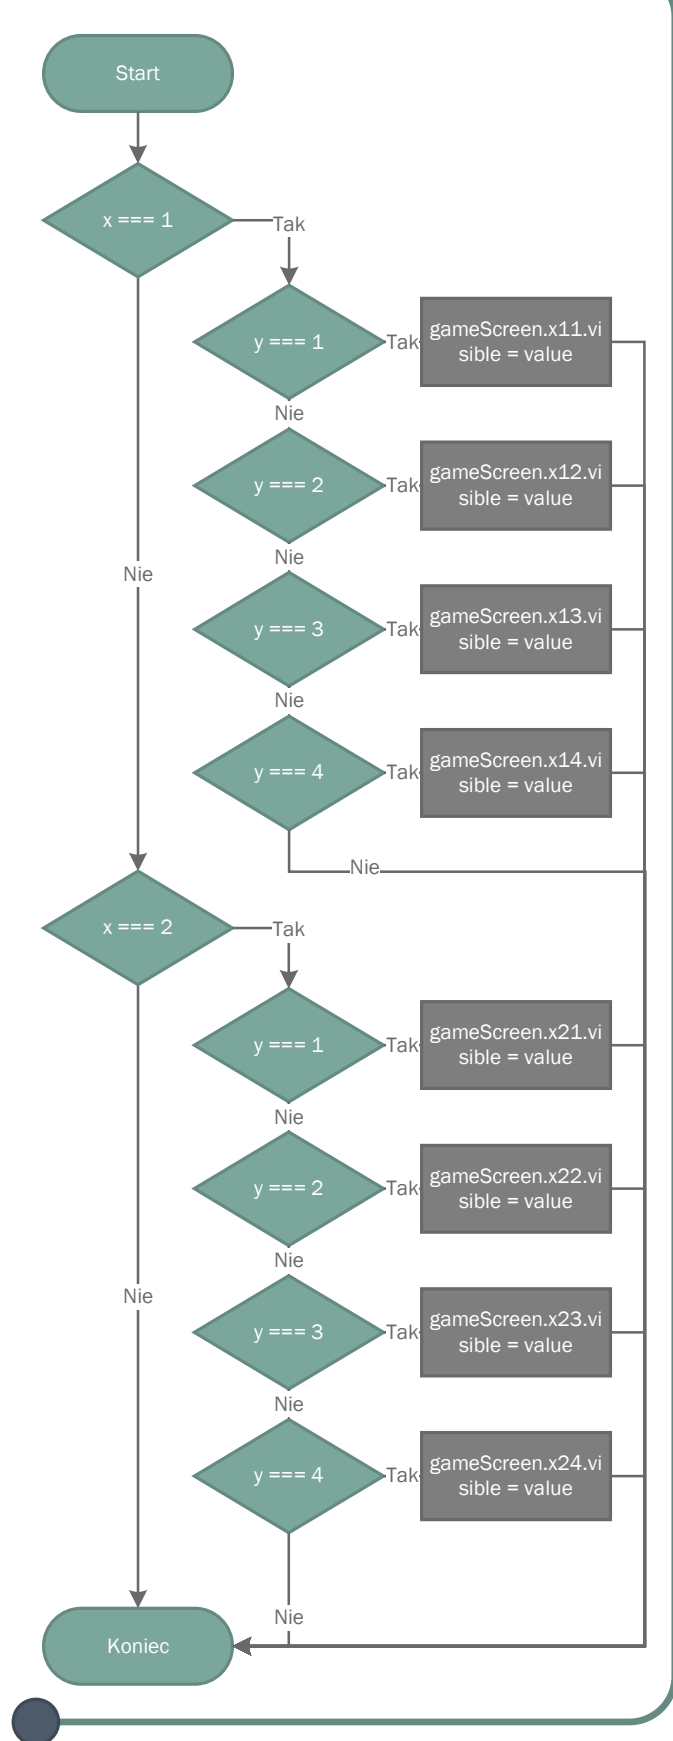 Start
x === 1
Tak
y === 1
Tak
gameScreen.x11.vi
sible = value
Nie
y === 2
Tak
gameScreen.x12.vi
sible = value
Nie
Nie
y === 3
Tak
gameScreen.x13.vi
sible = value
Nie
y === 4
Tak
gameScreen.x14.vi
sible = value
Nie
x === 2
Tak
y === 1
Tak
gameScreen.x21.vi
sible = value
Nie
y === 2
Tak
gameScreen.x22.vi
sible = value
Nie
Nie
y === 3
Tak
gameScreen.x23.vi
sible = value
Nie
y === 4
Tak
gameScreen.x24.vi
sible = value
Nie
Koniec